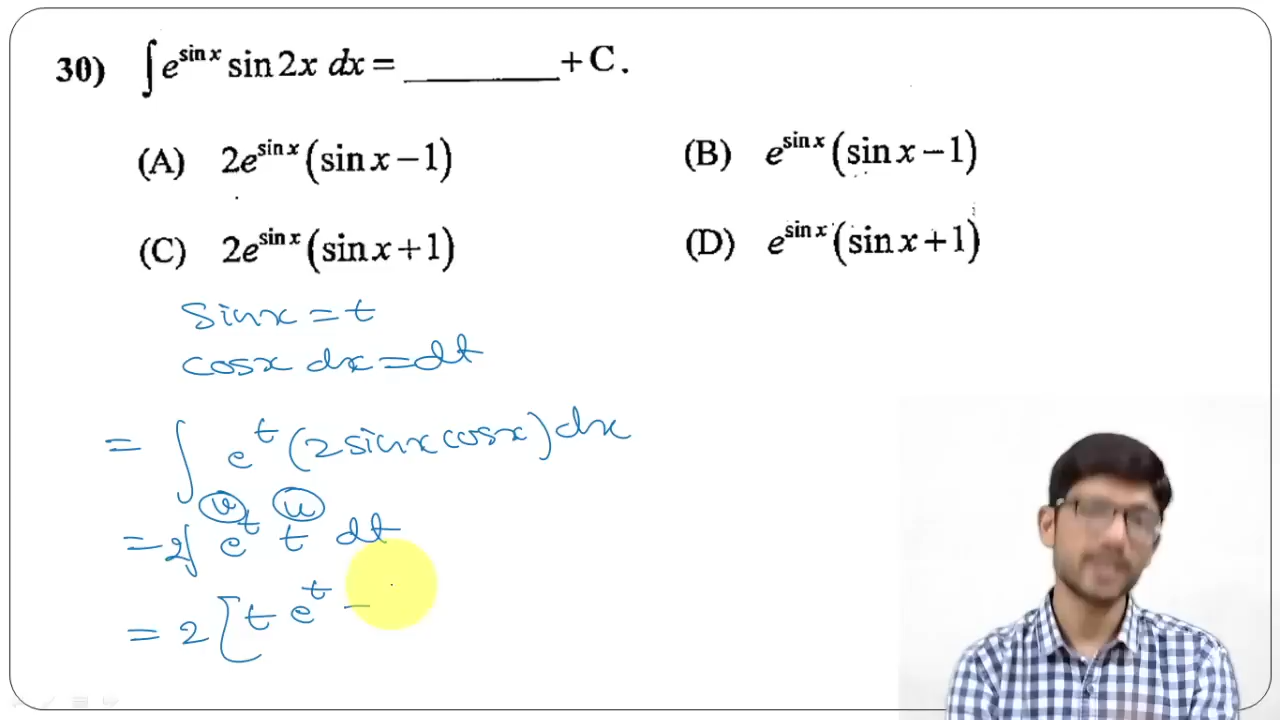 30) ∫ e^{sin x} sin 2x dx = ________ + C.
(A) 2e^{sin x} (sin x − 1) (B) e^{sin x} (sin x − 1)
(C) 2e^{sin x} (sin x + 1) (D) e^{sin x} (sin x + 1)
sinx = t
cosx dx = dt
= ∫ e^t (2 sinx cosx) dx
v u
= 2∫ e^t t dt
= 2 [ t e^t −